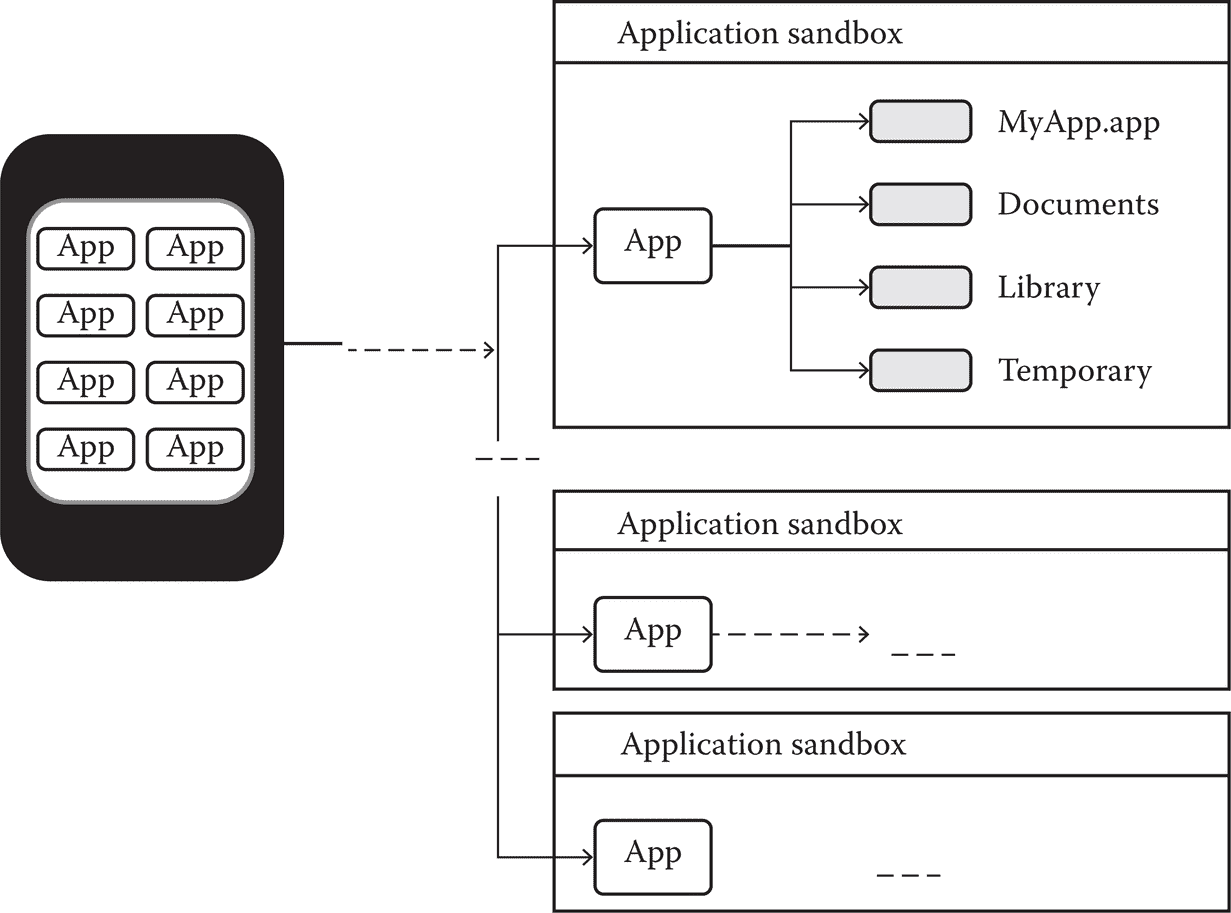 App App
App App
App App
App App
Application sandbox
App
MyApp.app
Documents
Library
Temporary
Application sandbox
App
Application sandbox
App